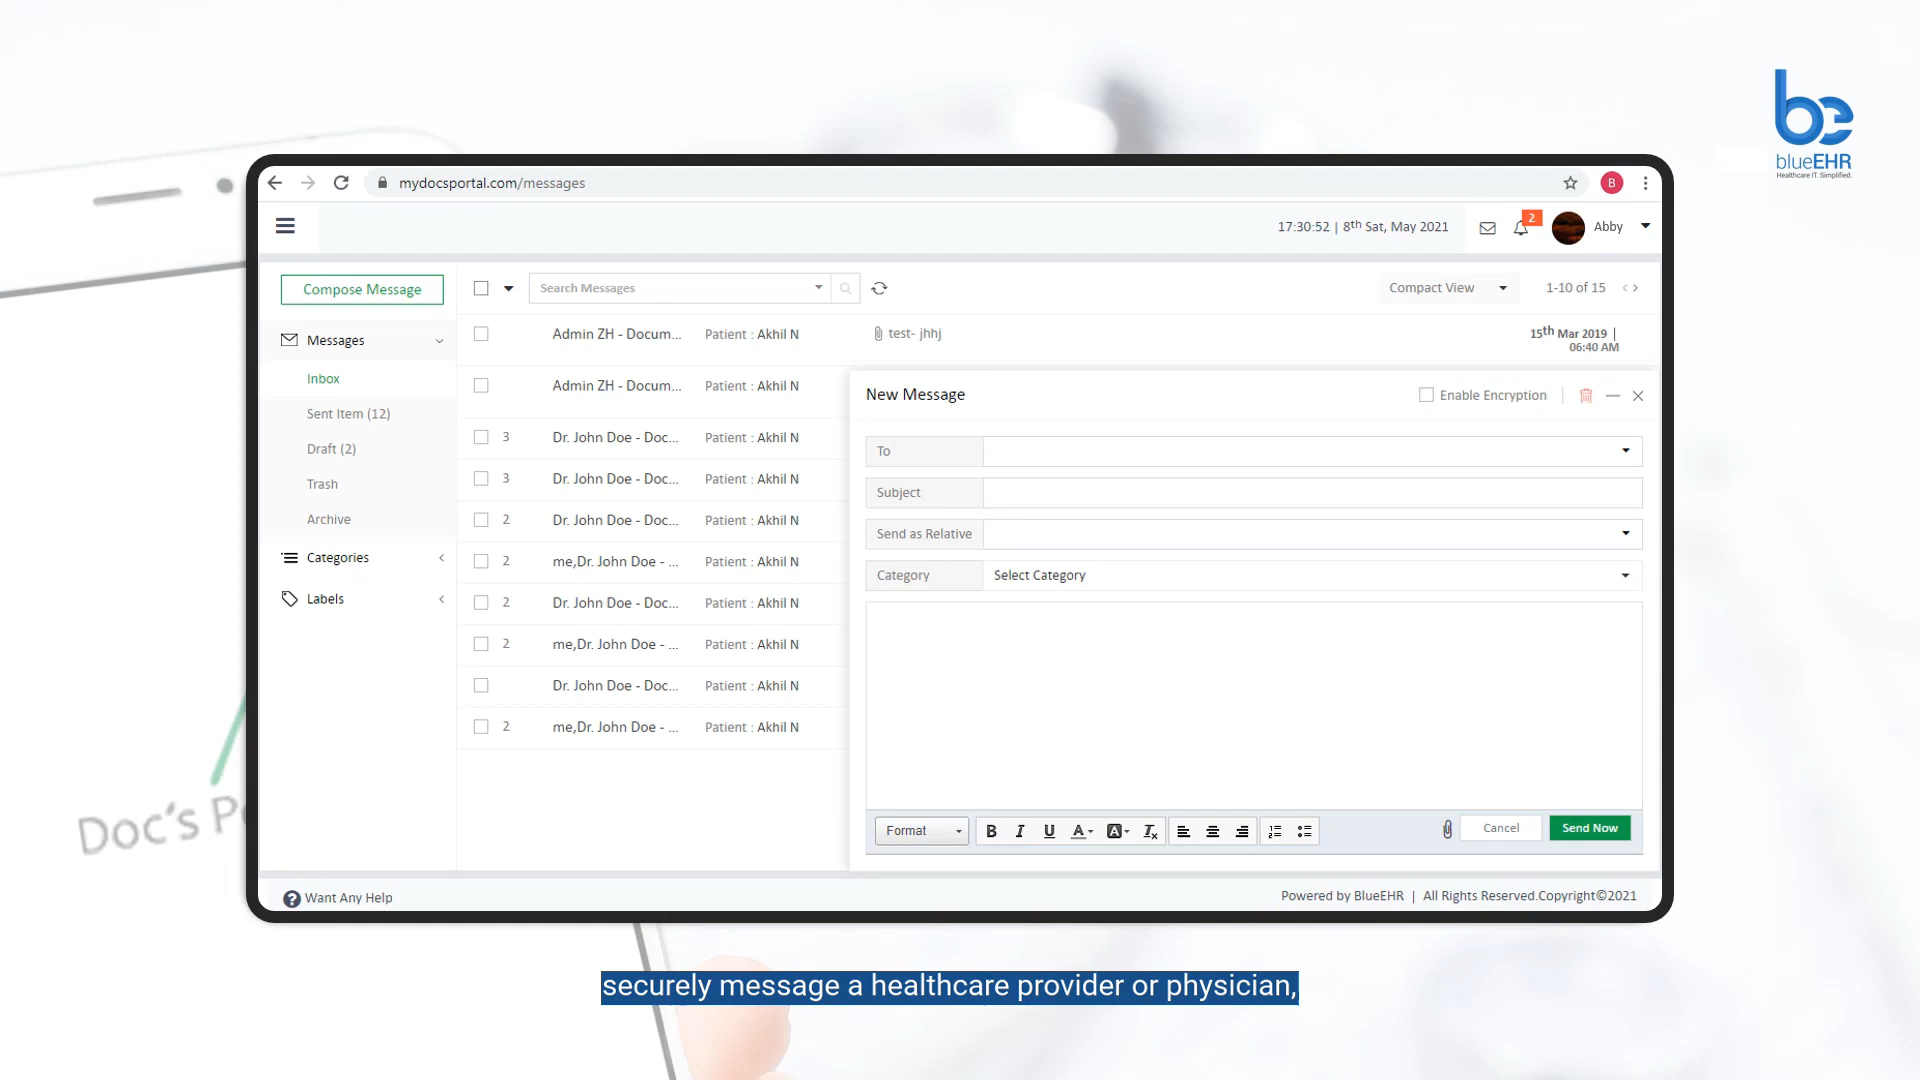 blueEHR
Healthcare IT. Simplified.
mydocsportal.com/messages
B
17:30:52 | 8th Sat, May 2021
2
Abby
Compose Message
Search Messages
Compact View
1-10 of 15
Messages
Inbox
Sent Item (12)
Draft (2)
Trash
Archive
Categories
Labels
Admin ZH - Docum... Patient : Akhil N test- jhhj 15th Mar 2019 |
06:40 AM
Admin ZH - Docum... Patient : Akhil N
3 Dr. John Doe - Doc... Patient : Akhil N
3 Dr. John Doe - Doc... Patient : Akhil N
2 Dr. John Doe - Doc... Patient : Akhil N
2 me,Dr. John Doe - ... Patient : Akhil N
2 Dr. John Doe - Doc... Patient : Akhil N
2 me,Dr. John Doe - ... Patient : Akhil N
Dr. John Doe - Doc... Patient : Akhil N
2 me,Dr. John Doe - ... Patient : Akhil N
New Message
Enable Encryption
To
Subject
Send as Relative
Category Select Category
Format B I U A A Tx
Cancel
Send Now
Want Any Help
Powered by BlueEHR | All Rights Reserved.Copyright©2021
Doc's P
securely message a healthcare provider or physician,